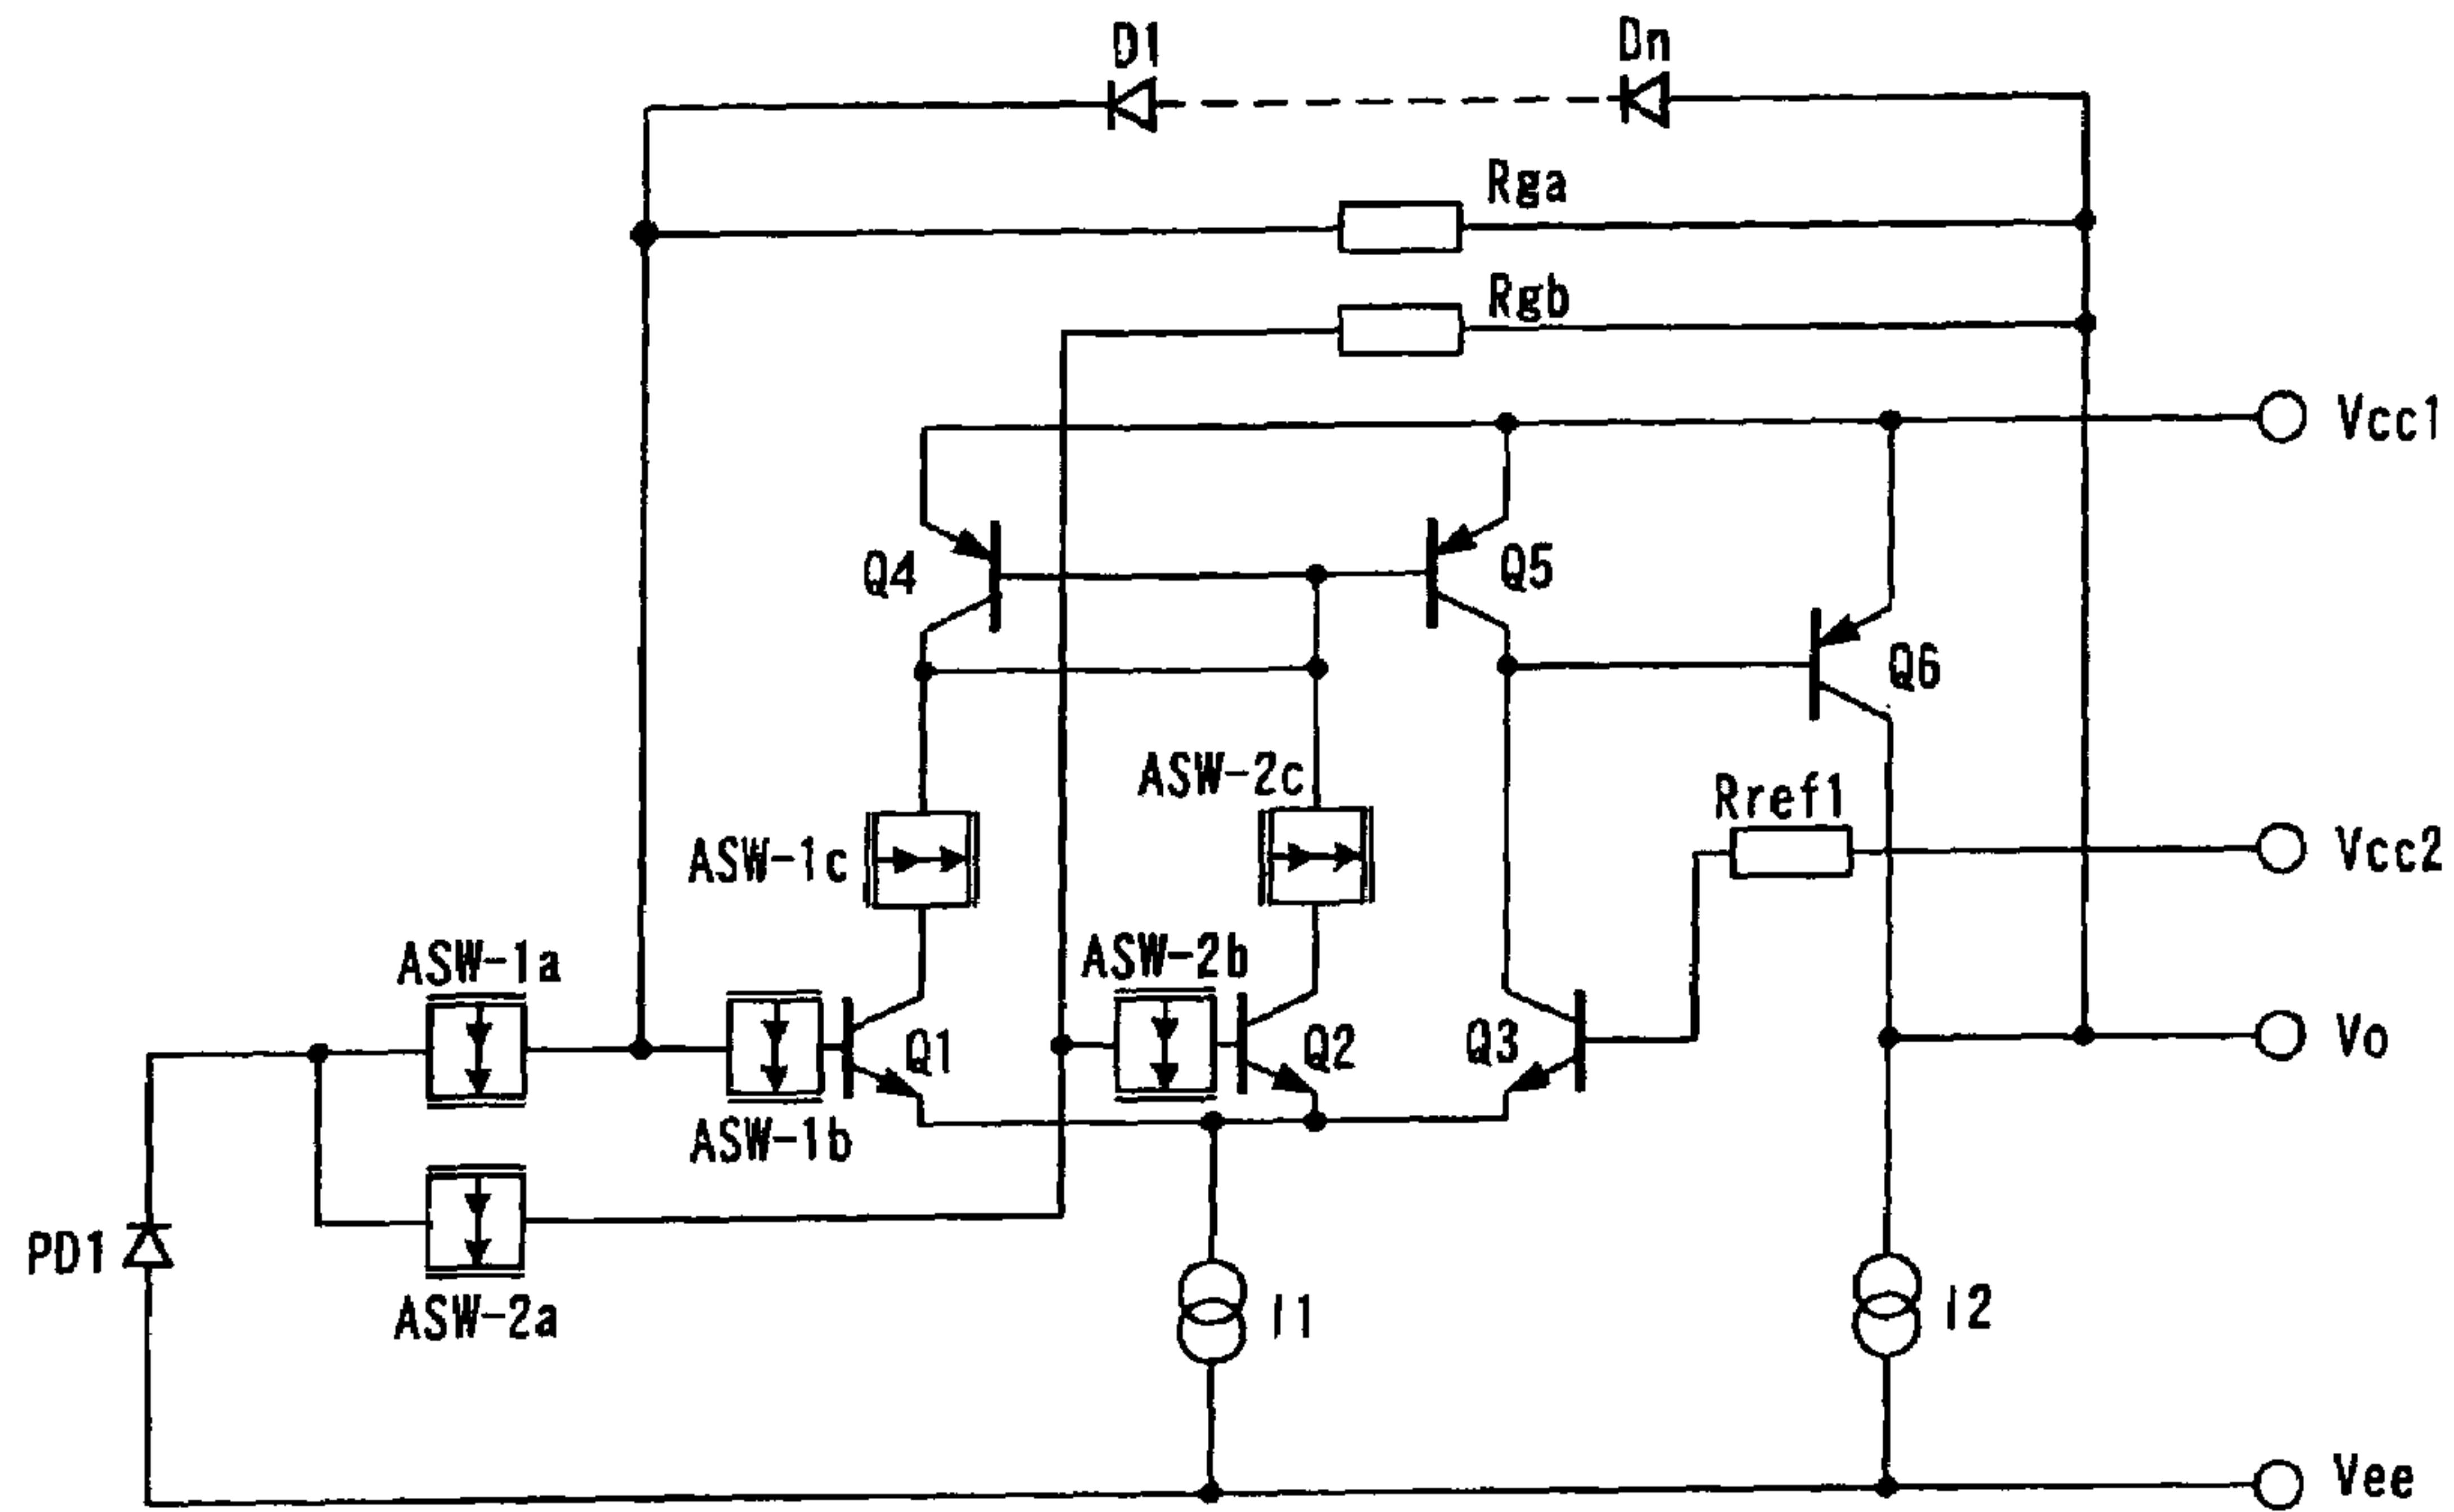 D1
Dn
Rga
Rgb
Vcc1
Q4
Q5
Q6
ASW-2c
Rref1
ASW-1c
Vcc2
ASW-1a
ASW-2b
Q1
Q2
Q3
Vo
ASW-1b
PD1
ASW-2a
I1
I2
Vee